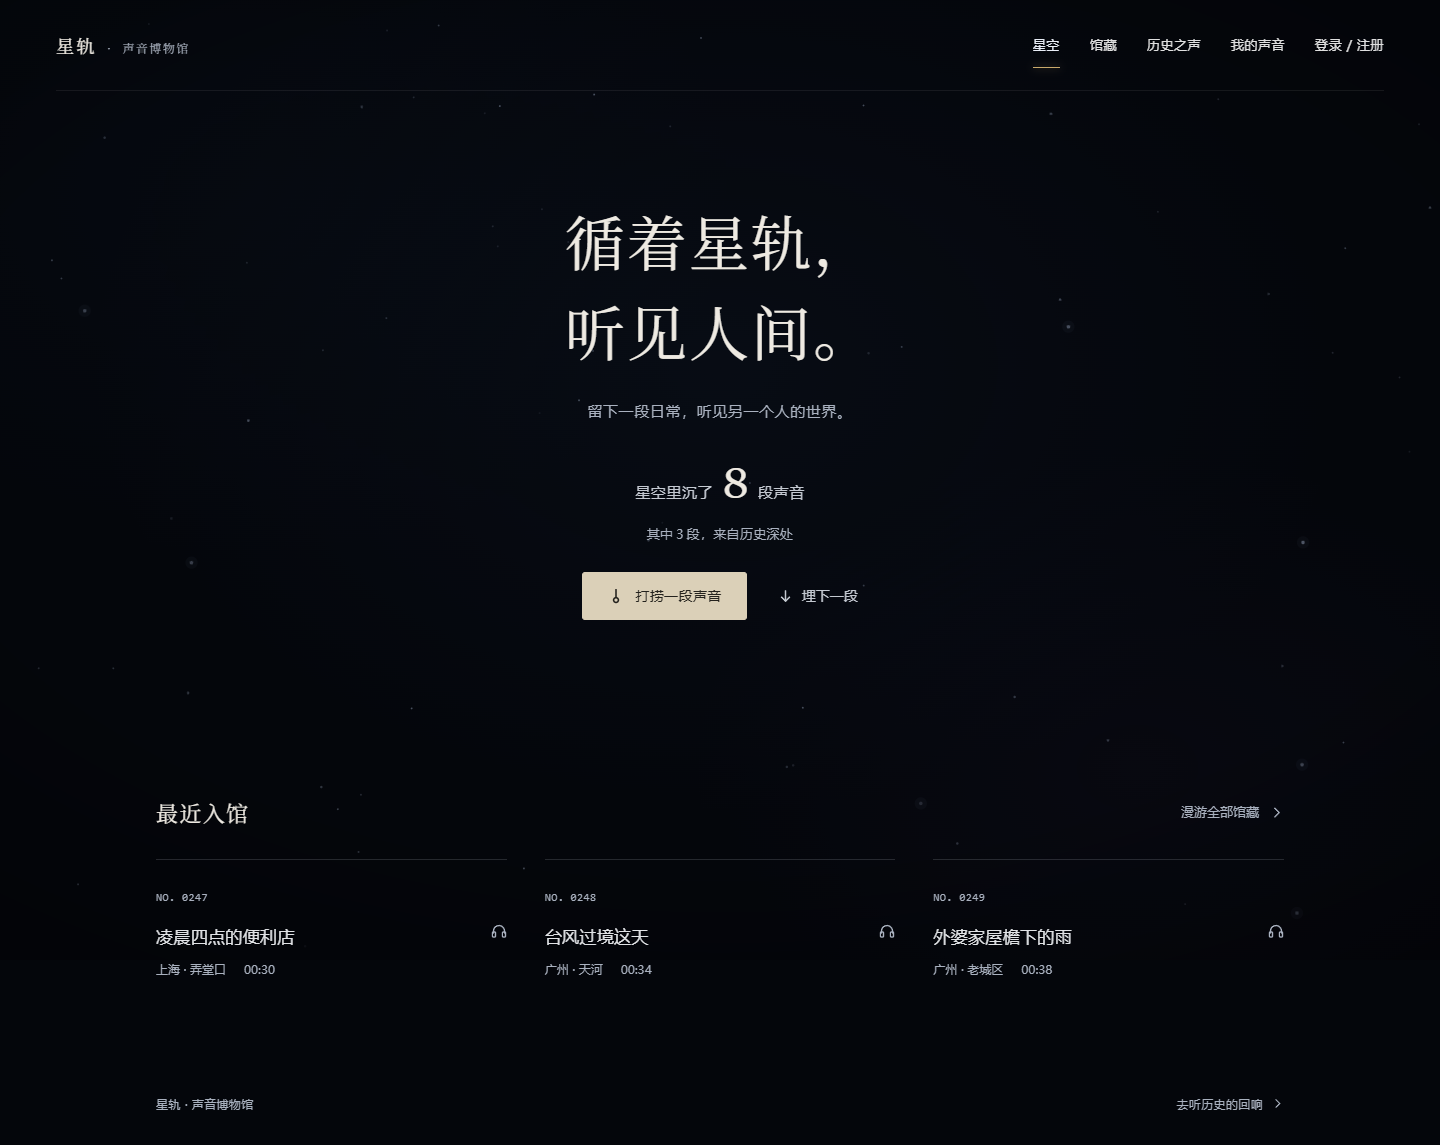 星轨 · 声音博物馆
星空 馆藏 历史之声 我的声音 登录 / 注册
循着星轨，
听见人间。
留下一段日常，听见另一个人的世界。
星空里沉了 8 段声音
其中 3 段，来自历史深处
打捞一段声音 埋下一段
最近入馆 漫游全部馆藏
NO. 0247 NO. 0248 NO. 0249
凌晨四点的便利店 台风过境这天 外婆家屋檐下的雨
上海 · 弄堂口 00:30 广州 · 天河 00:34 广州 · 老城区 00:38
星轨 · 声音博物馆 去听历史的回响